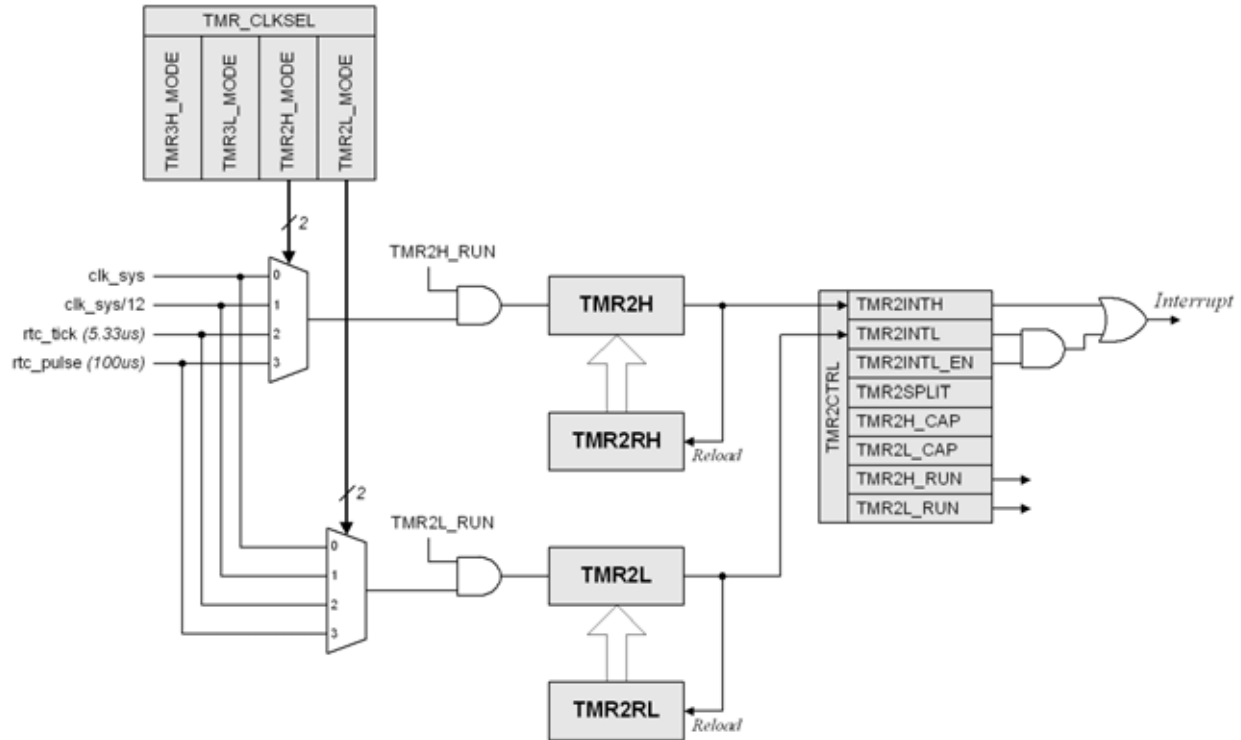 TMR_CLKSEL
TMR3H_MODE
TMR3L_MODE
TMR2H_MODE
TMR2L_MODE
2
2
clk_sys
clk_sys/12
rtc_tick (5.33us)
rtc_pulse (100us)
0
1
2
3
TMR2H_RUN
TMR2H
TMR2RH
Reload
0
1
2
3
TMR2L_RUN
TMR2L
TMR2RL
Reload
TMR2CTRL
TMR2INTH
TMR2INTL
TMR2INTL_EN
TMR2SPLIT
TMR2H_CAP
TMR2L_CAP
TMR2H_RUN
TMR2L_RUN
Interrupt